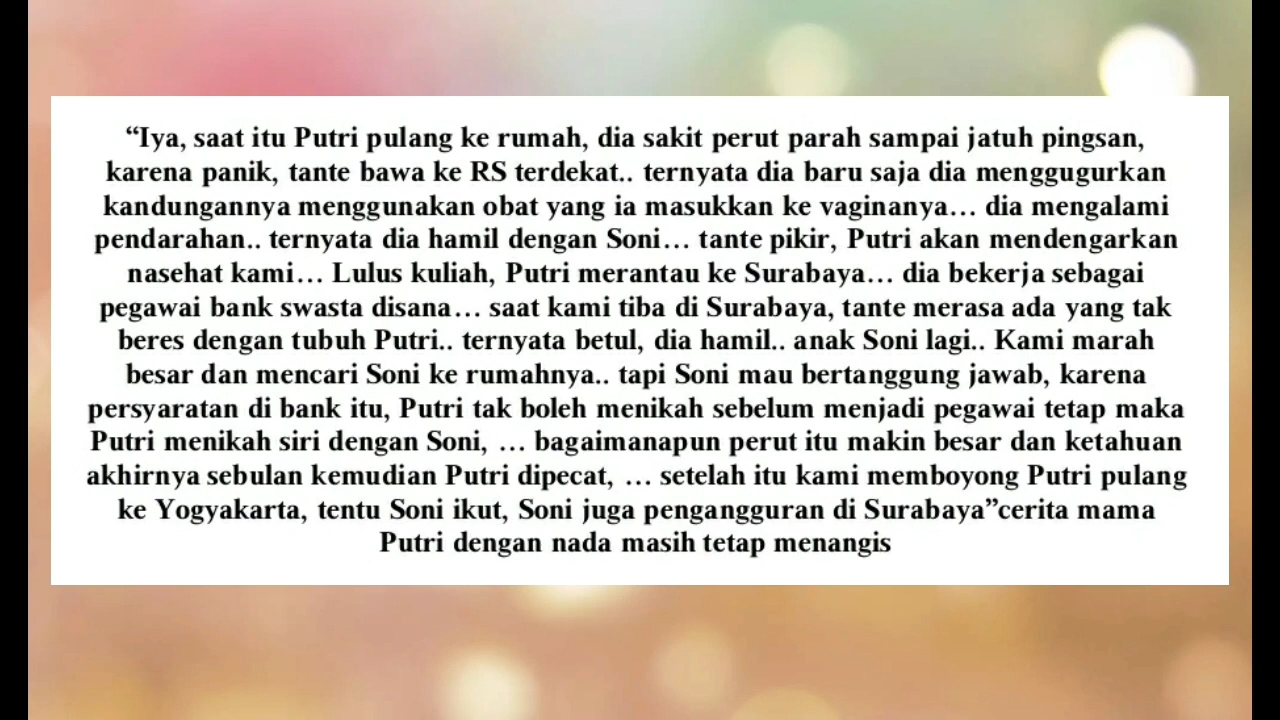 “Iya, saat itu Putri pulang ke rumah, dia sakit perut parah sampai jatuh pingsan,
karena panik, tante bawa ke RS terdekat.. ternyata dia baru saja dia menggugurkan
kandungannya menggunakan obat yang ia masukkan ke vaginanya… dia mengalami
pendarahan.. ternyata dia hamil dengan Soni… tante pikir, Putri akan mendengarkan
nasehat kami… Lulus kuliah, Putri merantau ke Surabaya… dia bekerja sebagai
pegawai bank swasta disana… saat kami tiba di Surabaya, tante merasa ada yang tak
beres dengan tubuh Putri.. ternyata betul, dia hamil.. anak Soni lagi.. Kami marah
besar dan mencari Soni ke rumahnya.. tapi Soni mau bertanggung jawab, karena
persyaratan di bank itu, Putri tak boleh menikah sebelum menjadi pegawai tetap maka
Putri menikah siri dengan Soni, … bagaimanapun perut itu makin besar dan ketahuan
akhirnya sebulan kemudian Putri dipecat, … setelah itu kami memboyong Putri pulang
ke Yogyakarta, tentu Soni ikut, Soni juga pengangguran di Surabaya”cerita mama
Putri dengan nada masih tetap menangis